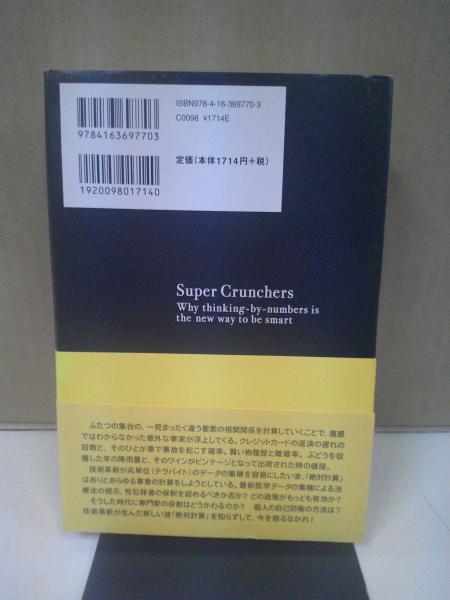 ISBN978-4-16-369770-3
C0098 ¥1714E
9784163697703
定価(本体1714円+税)
1920098017140
Super Crunchers
Why thinking-by-numbers is
the new way to be smart
ふたつの集合の、一見まったく違う要素の相関関係を計算していくことで、直感
ではわからなかった意外な事実が浮上してくる。クレジットカードの返済の遅れの
回数と、そのひとが車で事故を起こす確率。買い物履歴と離婚率。ぶどうを収
穫した年の降雨量と、そのワインがビンテージとなって出荷された時の値段。
技術革新が兆単位(テラバイト)のデータの集積を容易にしたいま、「絶対計算」
はありとあらゆる事象の計算をしようとしている。最新医学データの集積による治
療法の提示、性犯罪者の保釈を認めるべきか否か? どの政策がもっとも有効か?
そうした時代に専門家の役割はどうかわるのか? 個人の自己防衛の方法は?
技術革新が生んだ新しい波「絶対計算」を知らずして、今を語るなかれ!